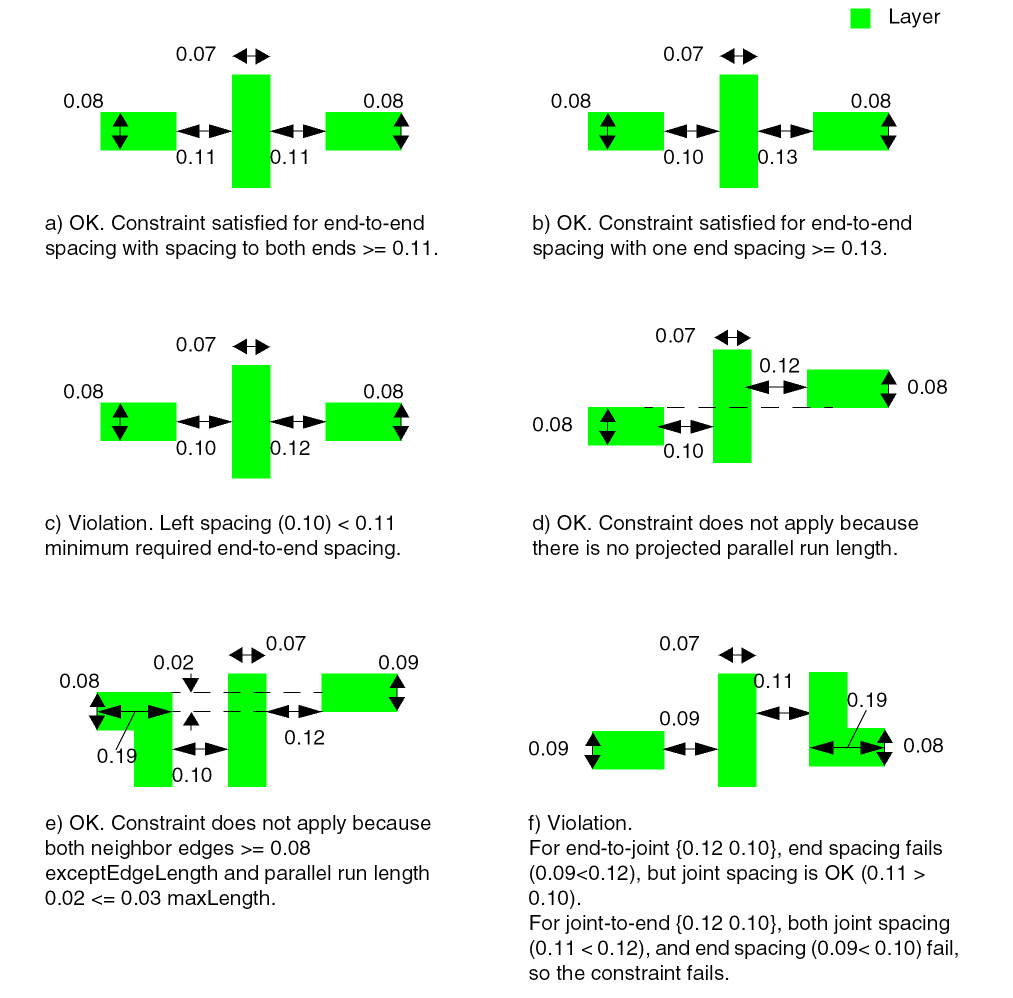 Layer
0.07
0.08
0.08
0.11
0.11
a) OK. Constraint satisfied for end-to-end
spacing with spacing to both ends >= 0.11.
0.07
0.08
0.08
0.10
0.13
b) OK. Constraint satisfied for end-to-end
spacing with one end spacing >= 0.13.
0.07
0.08
0.08
0.10
0.12
c) Violation. Left spacing (0.10) < 0.11
minimum required end-to-end spacing.
0.07
0.12
0.08
0.08
0.10
d) OK. Constraint does not apply because
there is no projected parallel run length.
0.07
0.02
0.09
0.08
0.12
0.19
0.10
e) OK. Constraint does not apply because
both neighbor edges >= 0.08
exceptEdgeLength and parallel run length
0.02 <= 0.03 maxLength.
0.07
0.11
0.19
0.09
0.09
0.08
f) Violation.
For end-to-joint {0.12 0.10}, end spacing fails
(0.09<0.12), but joint spacing is OK (0.11 >
0.10).
For joint-to-end {0.12 0.10}, both joint spacing
(0.11 < 0.12), and end spacing (0.09< 0.10) fail,
so the constraint fails.